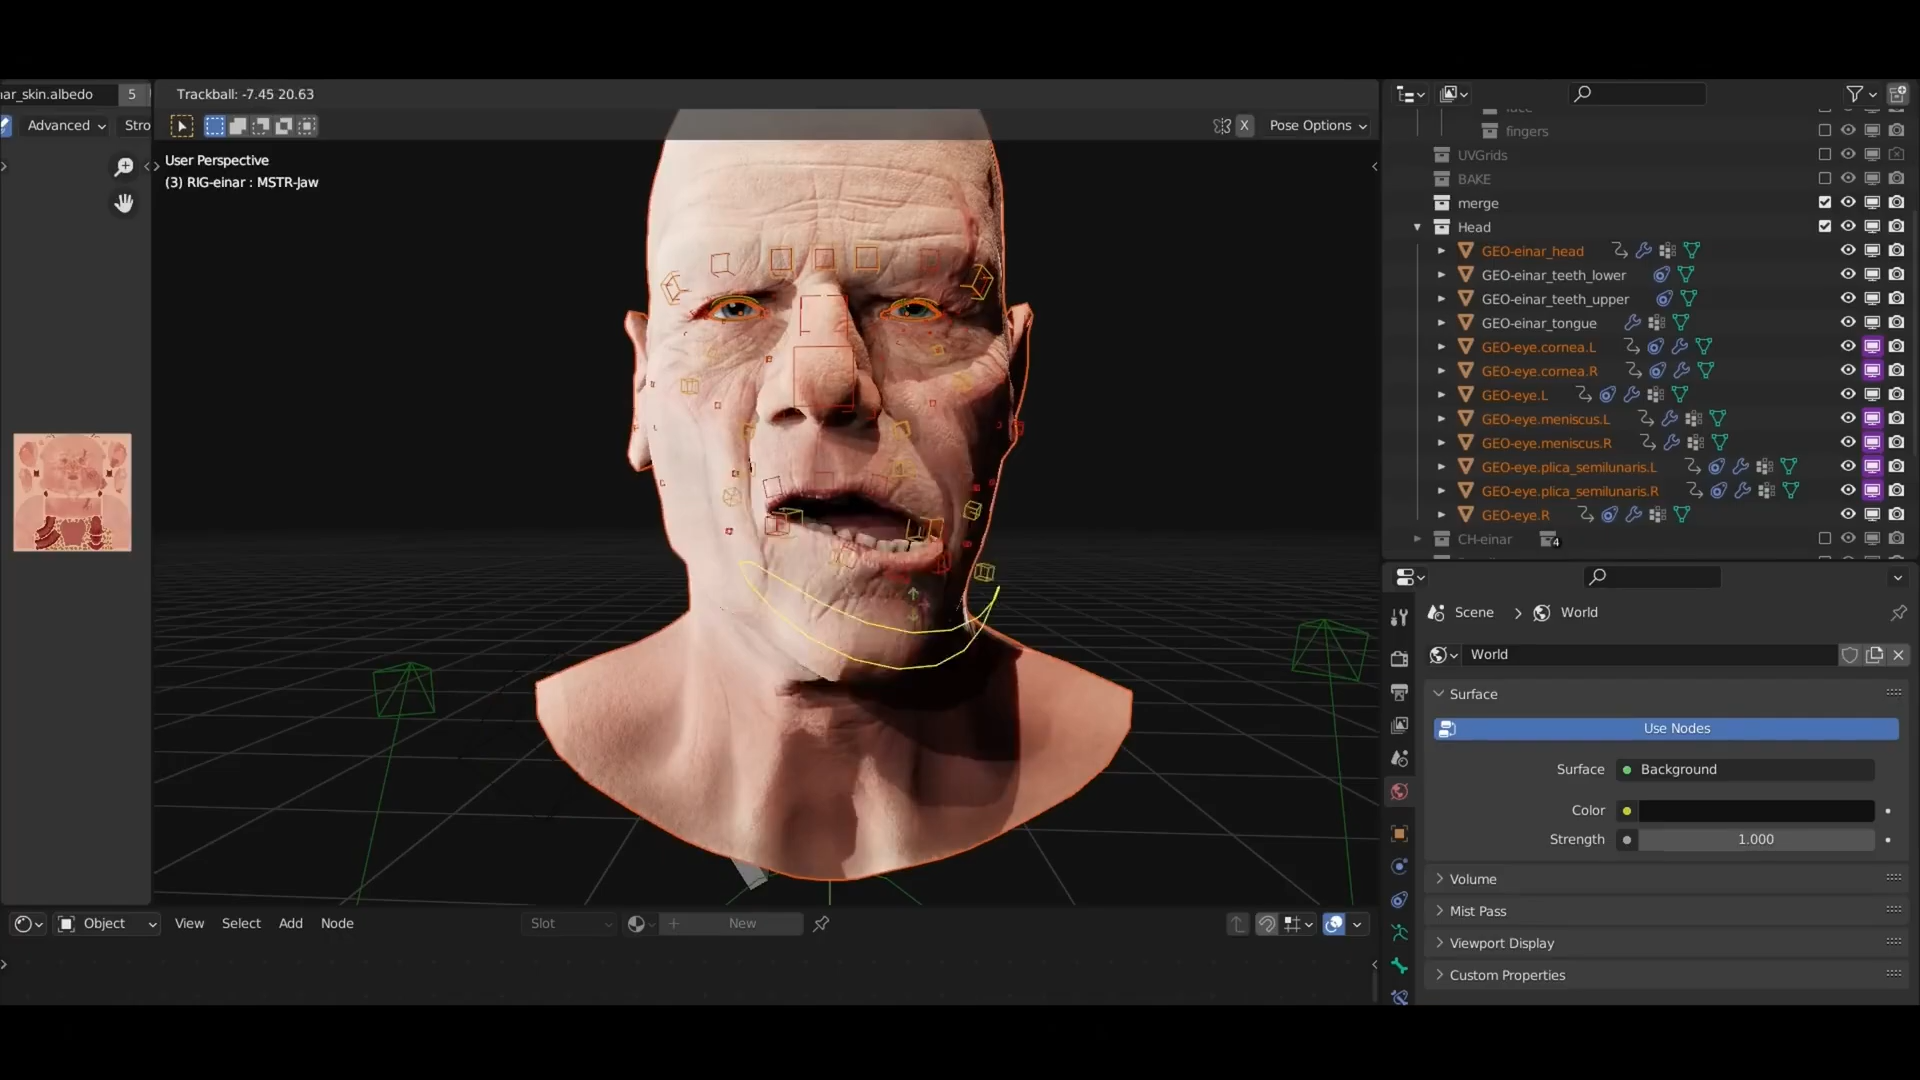 ar_skin.albedo 5
Advanced
Stro
Trackball: -7.45 20.63
X
Pose Options
User Perspective
(3) RIG-einar : MSTR-Jaw
fingers
UVGrids
BAKE
merge
Head
GEO-einar_head
GEO-einar_teeth_lower
GEO-einar_teeth_upper
GEO-einar_tongue
GEO-eye.cornea.L
GEO-eye.cornea.R
GEO-eye.L
GEO-eye.meniscus.L
GEO-eye.meniscus.R
GEO-eye.plica_semilunaris.L
GEO-eye.plica_semilunaris.R
GEO-eye.R
CH-einar 4
Scene > World
World
Surface
Use Nodes
Surface Background
Color
Strength 1.000
Volume
Mist Pass
Viewport Display
Custom Properties
Object View Select Add Node Slot New